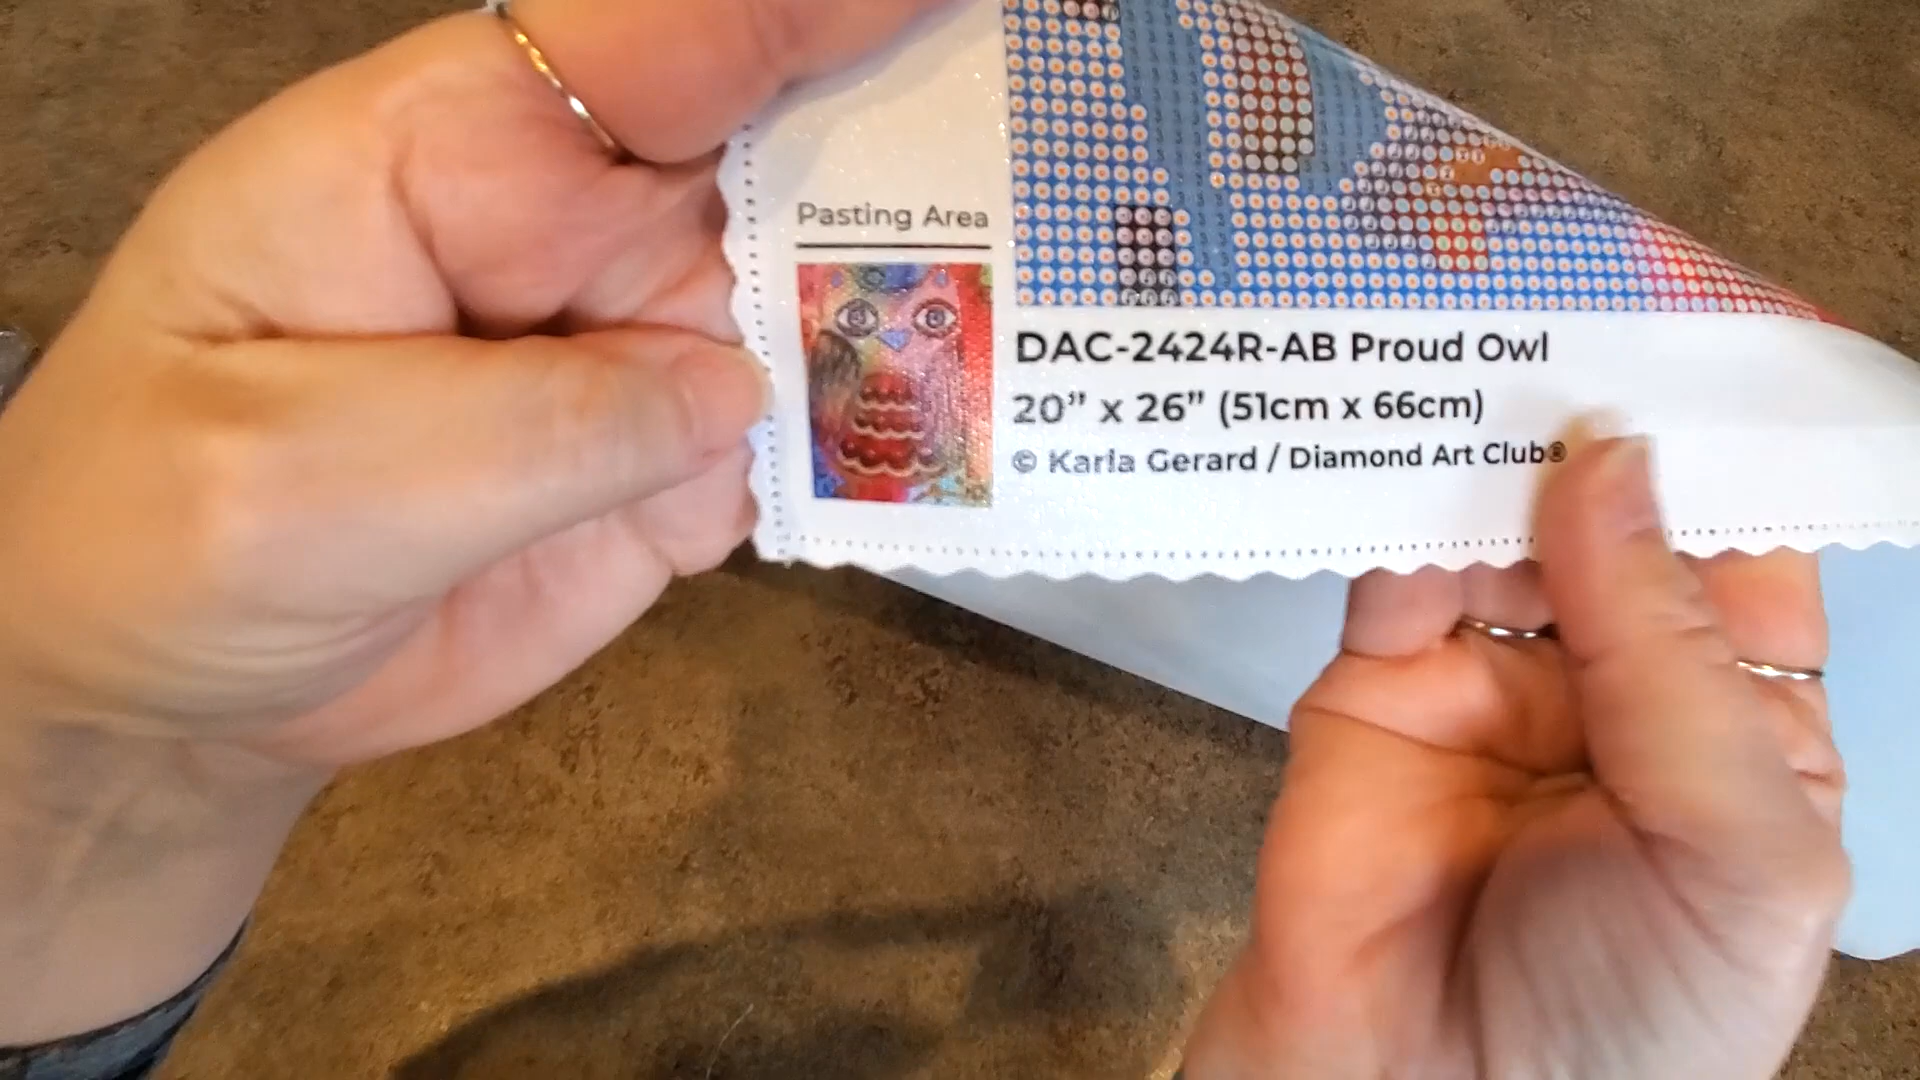 Pasting Area
DAC-2424R-AB Proud Owl
20” x 26” (51cm x 66cm)
© Karla Gerard / Diamond Art Club®